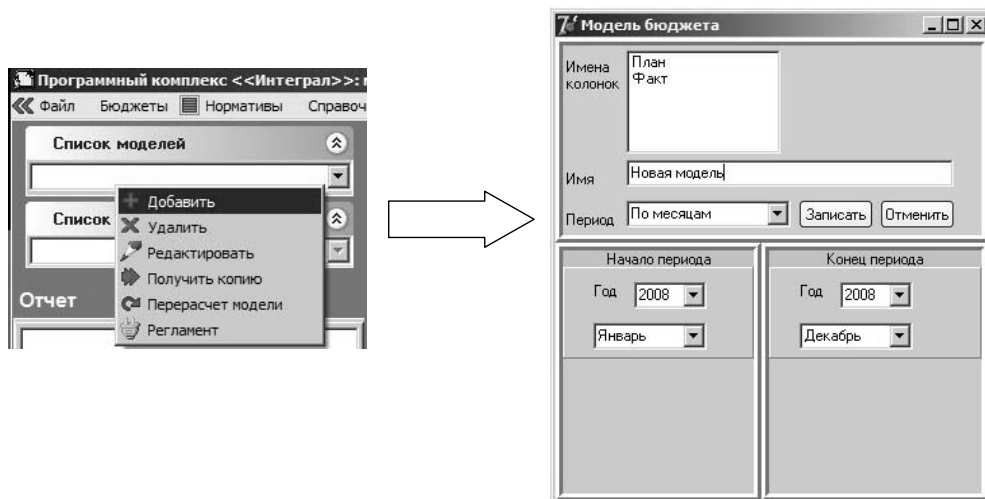 Программный комплекс <<Интеграл>>:
Файл Бюджеты Нормативы Справоч
Список моделей
Добавить
Список
Удалить
Редактировать
Получить копию
Отчет
Перерасчет модели
Регламент
Модель бюджета
Имена колонок
План
Факт
Имя Новая модель
Период По месяцам Записать Отменить
Начало периода
Год 2008
Январь
Конец периода
Год 2008
Декабрь